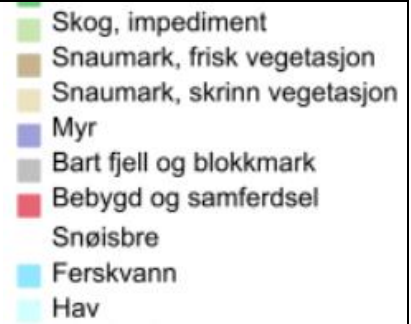 Skog, impediment
Snaumark, frisk vegetasjon
Snaumark, skrinn vegetasjon
Myr
Bart fjell og blokkmark
Bebygd og samferdsel
Snøisbre
Ferskvann
Hav